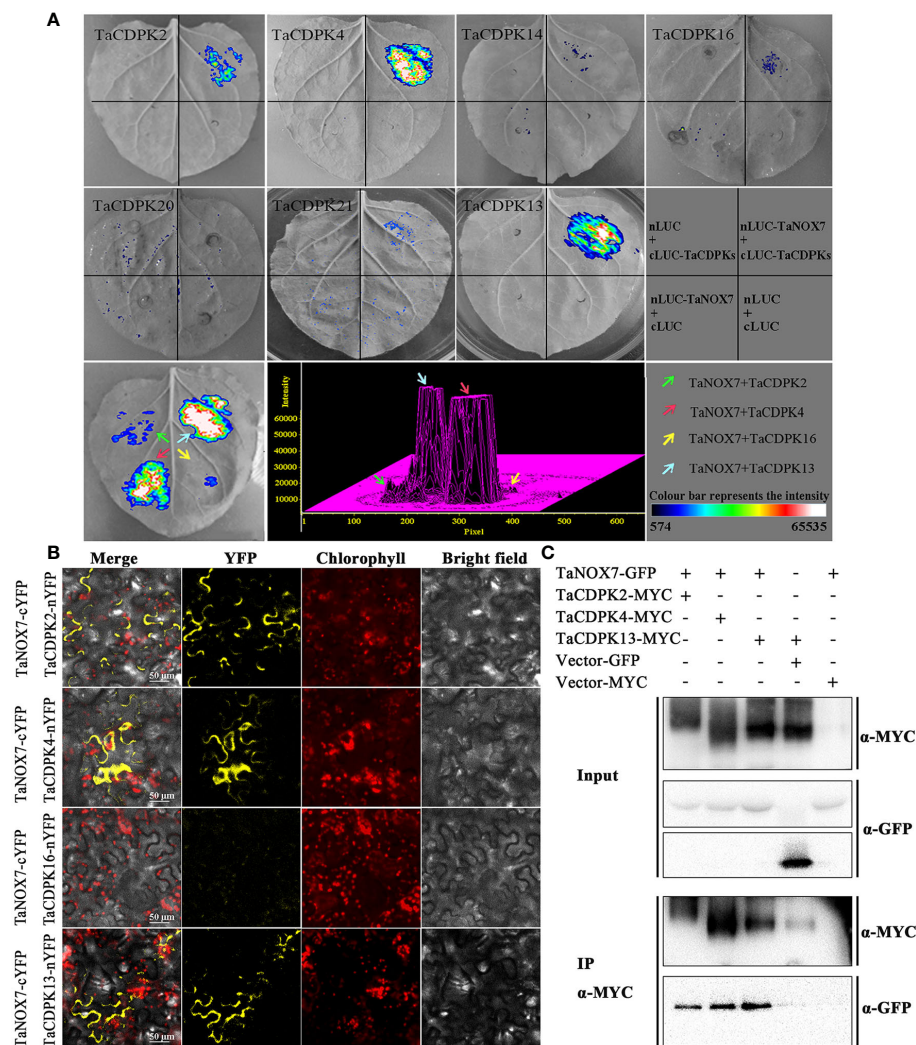 A
TaCDPK2
TaCDPK4
TaCDPK14
TaCDPK16
TaCDPK20
TaCDPK21
TaCDPK13
nLUC
+
cLUC-TaCDPKs
nLUC-TaNOX7
+
cLUC-TaCDPKs
nLUC-TaNOX7
+
cLUC
nLUC
+
cLUC
Intensity
60000
50000
40000
30000
20000
10000
1 100 200 300 400 500 600
Pixel
TaNOX7+TaCDPK2
TaNOX7+TaCDPK4
TaNOX7+TaCDPK16
TaNOX7+TaCDPK13
Colour bar represents the intensity
574 65535
B
Merge YFP Chlorophyll Bright field
TaNOX7-cYFP
TaCDPK2-nYFP
50 µm
TaNOX7-cYFP
TaCDPK4-nYFP
50 µm
TaNOX7-cYFP
TaCDPK16-nYFP
50 µm
TaNOX7-cYFP
TaCDPK13-nYFP
50 µm
C
TaNOX7-GFP + + + - +
TaCDPK2-MYC + - - - -
TaCDPK4-MYC - + - - -
TaCDPK13-MYC - - + + -
Vector-GFP - - - + -
Vector-MYC - - - - +
Input
α-MYC
α-GFP
IP
α-MYC
α-MYC
α-GFP